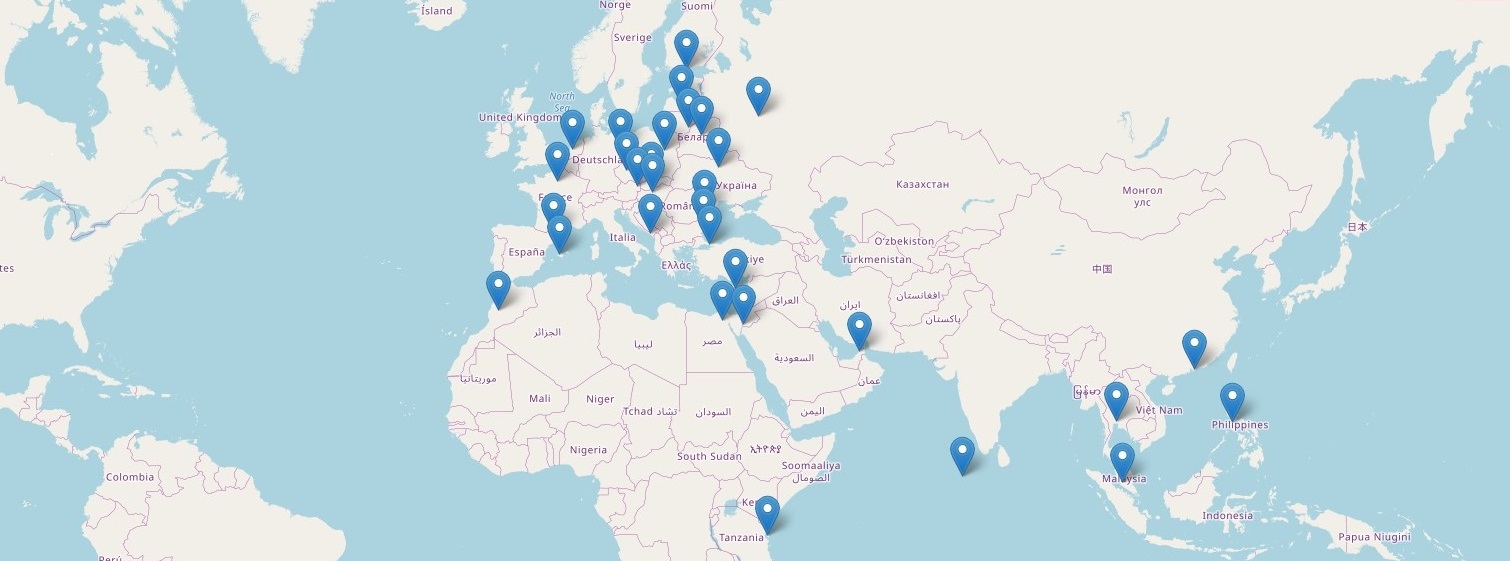 Norge
Suomi
Ísland
Sverige
North
Sea
United Kingdom
Белар
Deutschla
Україна
Казахстан
Монгол
улс
France
Român
日本
Italia
O'zbekiston
España
Türkmenistan
Ελλάς
kiye
中国
tes
العراق
ایران
افغانستان
پاکستان
الجزائر
ليبيا
مصر
السعودية
موريتانيا
عمان
Mali
Niger
Tchad تشاد
السودان
اليمن
Việt Nam
Philippines
Nigeria
South Sudan
ኢትዮጵያ
Soomaaliya
الصومال
Colombia
Malaysia
Ke
Indonesia
Tanzania
Papua Niugini
Perú